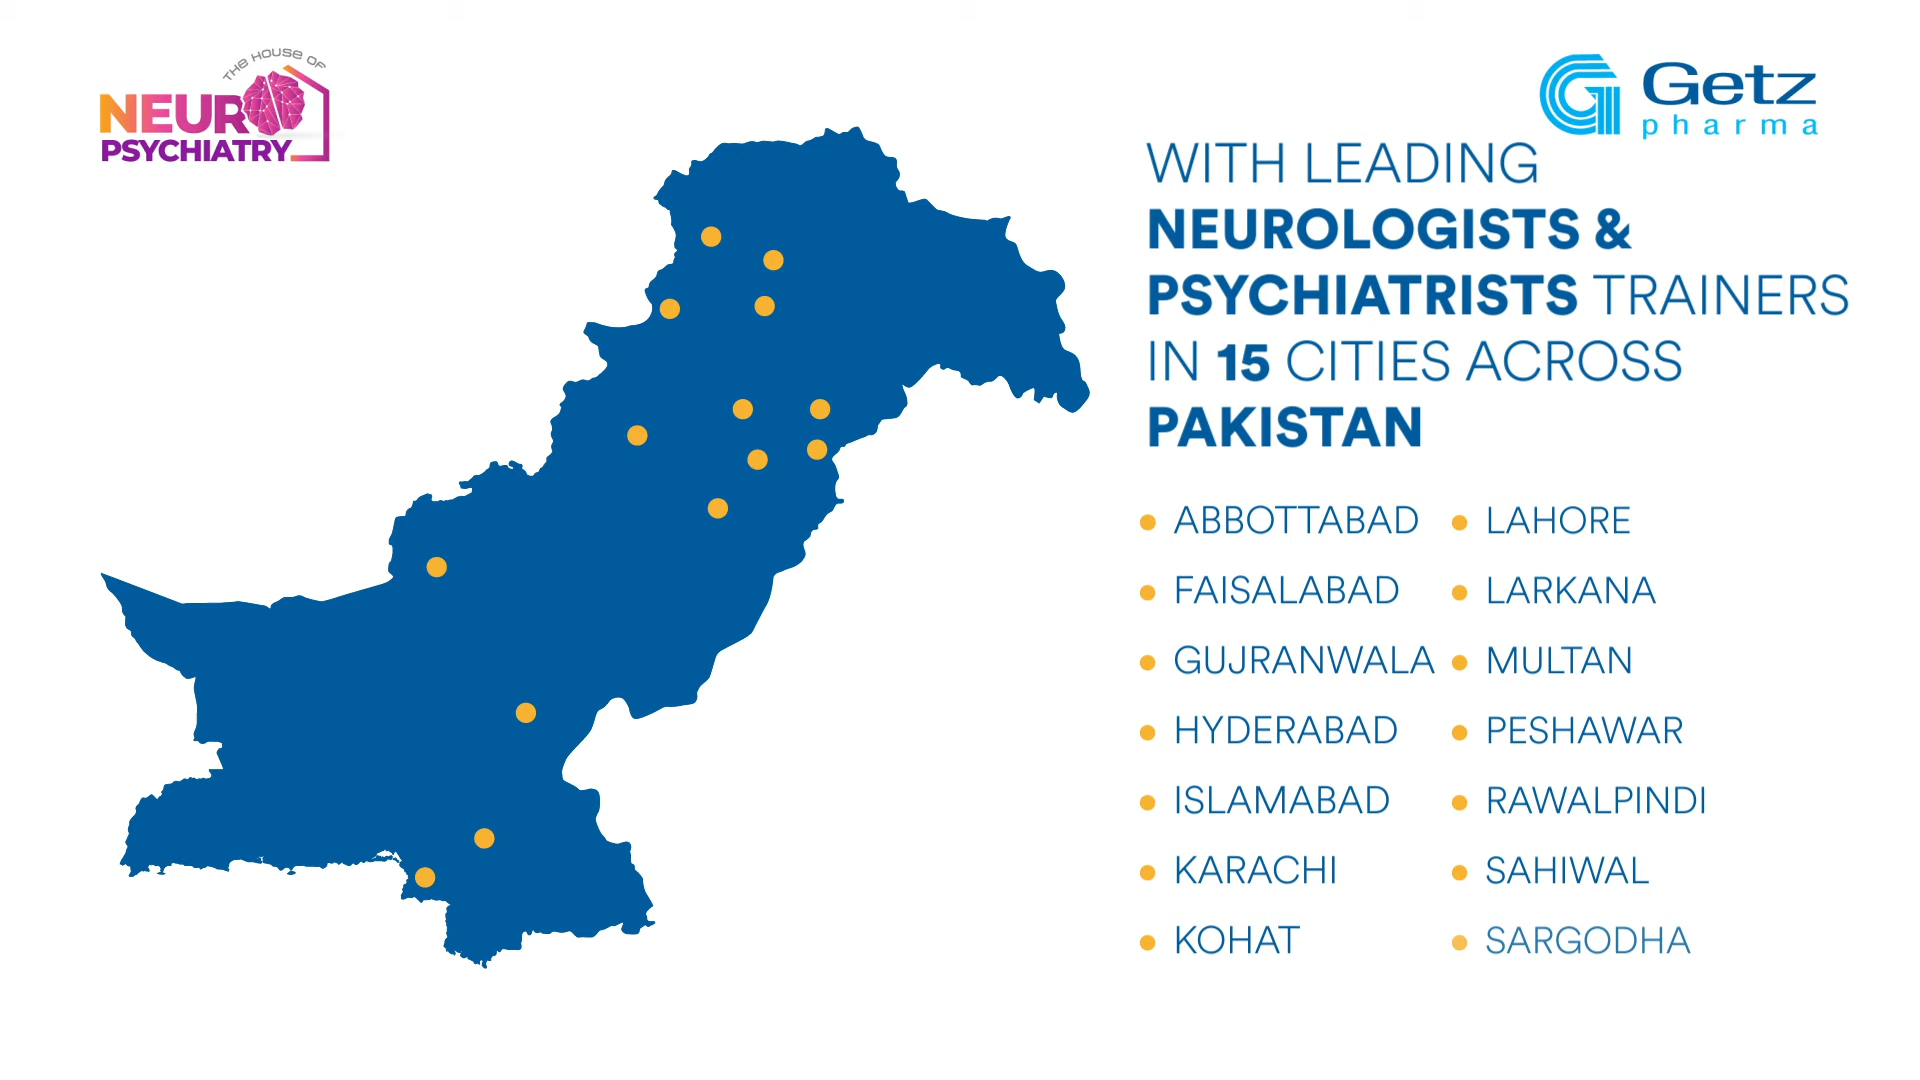 THE HOUSE OF
NEURO
PSYCHIATRY
Getz
pharma
WITH LEADING
NEUROLOGISTS &
PSYCHIATRISTS TRAINERS
IN 15 CITIES ACROSS
PAKISTAN
ABBOTTABAD
FAISALABAD
GUJRANWALA
HYDERABAD
ISLAMABAD
KARACHI
KOHAT
LAHORE
LARKANA
MULTAN
PESHAWAR
RAWALPINDI
SAHIWAL
SARGODHA